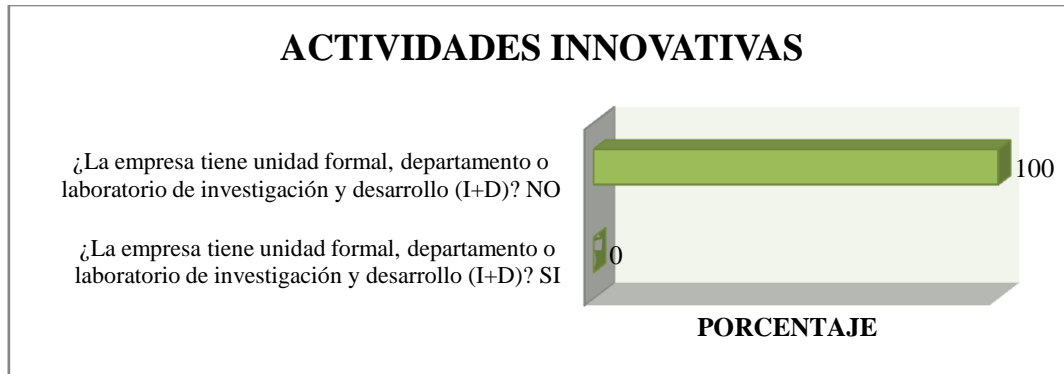 ACTIVIDADES INNOVATIVAS
¿La empresa tiene unidad formal, departamento o
laboratorio de investigación y desarrollo (I+D)? NO
100
¿La empresa tiene unidad formal, departamento o
laboratorio de investigación y desarrollo (I+D)? SI
0
PORCENTAJE